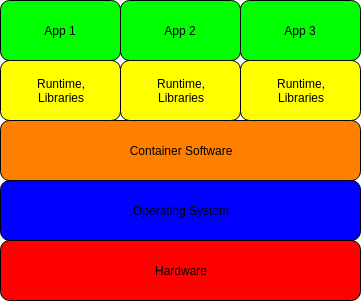 App 1
App 2
App 3
Runtime,
Libraries
Runtime,
Libraries
Runtime,
Libraries
Container Software
Operating System
Hardware